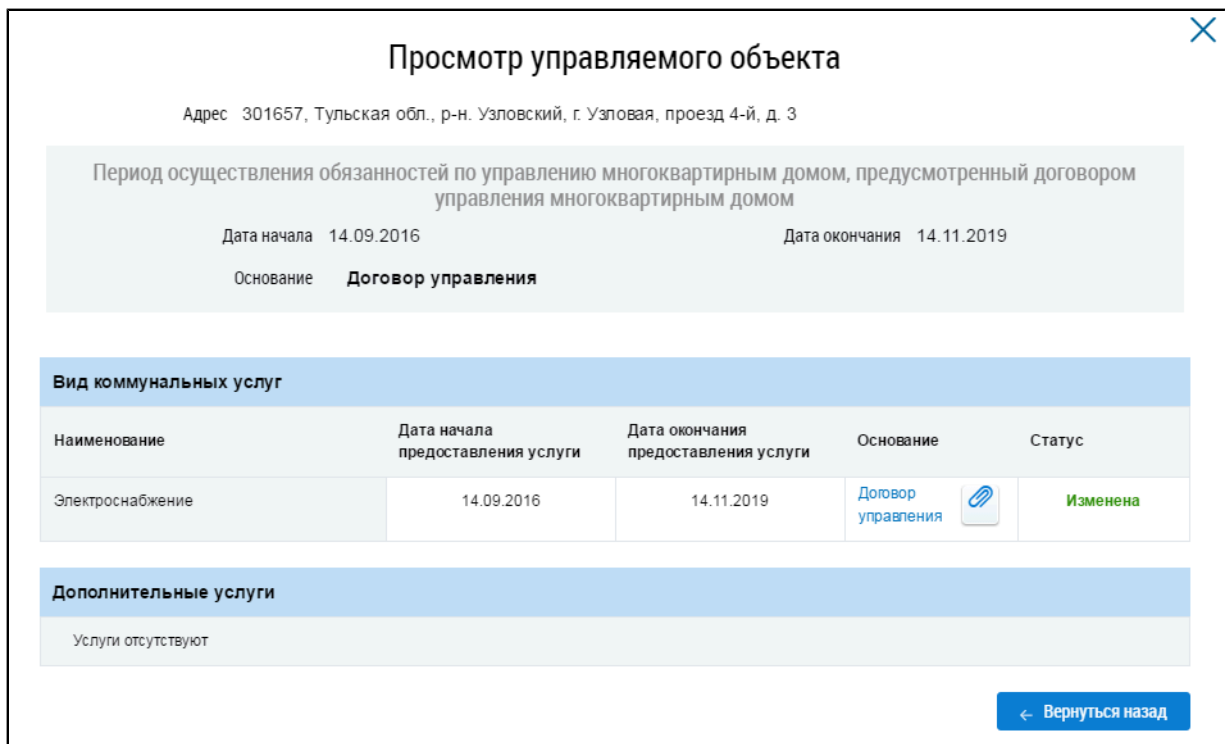 Просмотр управляемого объекта
Адрес 301657, Тульская обл., р-н. Узловский, г. Узловая, проезд 4-й, д. 3
Период осуществления обязанностей по управлению многоквартирным домом, предусмотренный договором
управления многоквартирным домом
Дата начала 14.09.2016 Дата окончания 14.11.2019
Основание Договор управления
Вид коммунальных услуг
Наименование Дата начала предоставления услуги Дата окончания предоставления услуги Основание Статус
Электроснабжение 14.09.2016 14.11.2019 Договор управления Изменена
Дополнительные услуги
Услуги отсутствуют
← Вернуться назад